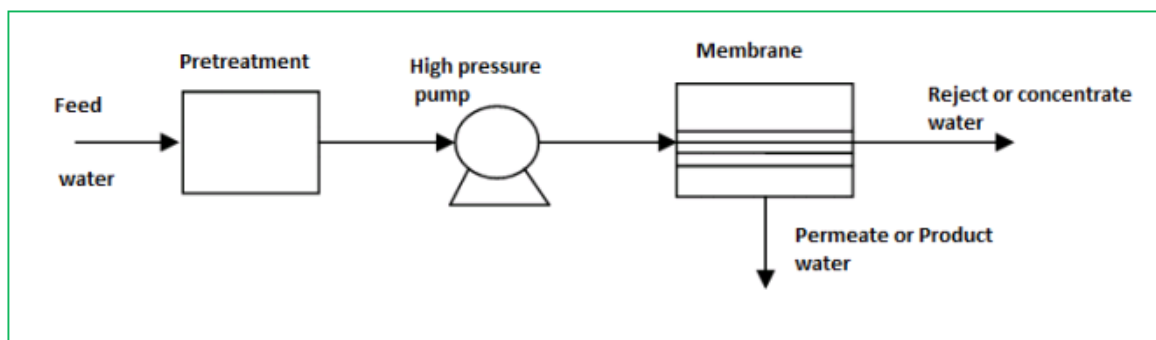 Feed
water
Pretreatment
High pressure
pump
Membrane
Reject or concentrate
water
Permeate or Product
water